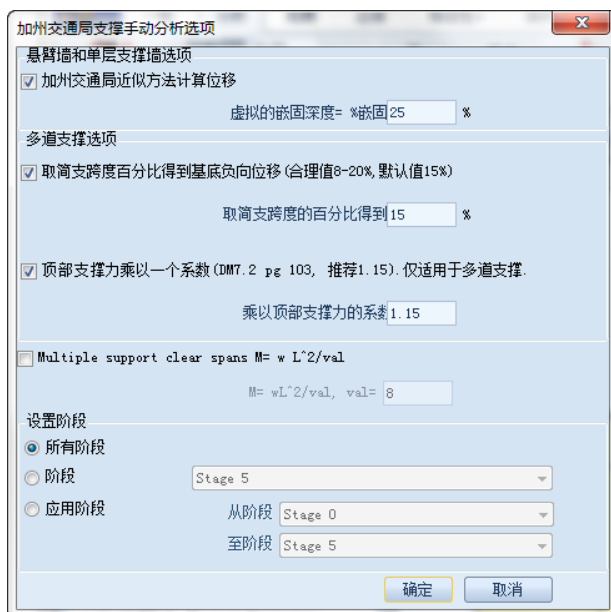 加州交通局支撑手动分析选项
悬臂墙和单层支撑墙选项
加州交通局近似方法计算位移
虚拟的嵌固深度= %嵌固 25 %
多道支撑选项
取简支跨度百分比得到基底负向位移(合理值8-20%,默认值15%)
取简支跨度的百分比得到 15 %
顶部支撑力乘以一个系数(DM7.2 pg 103, 推荐1.15).仅适用于多道支撑.
乘以顶部支撑力的系数 1.15
Multiple support clear spans M= w L^2/val
M= wL^2/val, val= 8
设置阶段
所有阶段
阶段 Stage 5
应用阶段 从阶段 Stage 0
至阶段 Stage 5
确定 取消